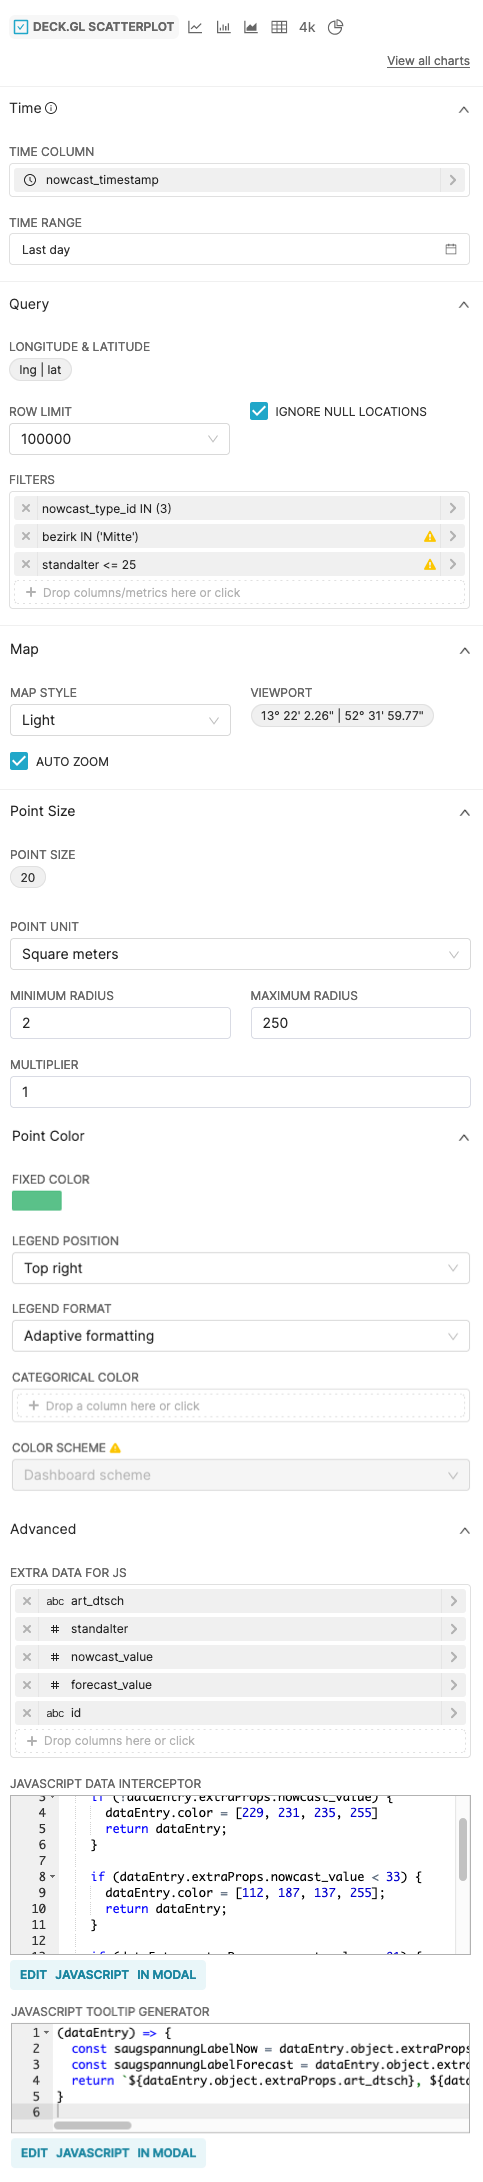 DECK.GL SCATTERPLOT 4k
View all charts
Time
TIME COLUMN
nowcast_timestamp
TIME RANGE
Last day
Query
LONGITUDE & LATITUDE
lng | lat
ROW LIMIT
IGNORE NULL LOCATIONS
100000
FILTERS
nowcast_type_id IN (3)
bezirk IN ('Mitte')
standalter <= 25
Drop columns/metrics here or click
Map
MAP STYLE
VIEWPORT
Light
13° 22' 2.26" | 52° 31' 59.77"
AUTO ZOOM
Point Size
POINT SIZE
20
POINT UNIT
Square meters
MINIMUM RADIUS
MAXIMUM RADIUS
2
250
MULTIPLIER
1
Point Color
FIXED COLOR
LEGEND POSITION
Top right
LEGEND FORMAT
Adaptive formatting
CATEGORICAL COLOR
Drop a column here or click
COLOR SCHEME
Dashboard scheme
Advanced
EXTRA DATA FOR JS
abc art_dtsch
# standalter
# nowcast_value
# forecast_value
abc id
Drop columns here or click
JAVASCRIPT DATA INTERCEPTOR
3 if (!dataEntry.extraProps.nowcast_value) {
4 dataEntry.color = [229, 231, 235, 255]
5 return dataEntry;
6 }
7
8 if (dataEntry.extraProps.nowcast_value < 33) {
9 dataEntry.color = [112, 187, 137, 255];
10 return dataEntry;
11 }
12
EDIT JAVASCRIPT IN MODAL
JAVASCRIPT TOOLTIP GENERATOR
1 (dataEntry) => {
2 const saugspannungLabelNow = dataEntry.object.extraProps
3 const saugspannungLabelForecast = dataEntry.object.extra
4 return `${dataEntry.object.extraProps.art_dtsch}, ${data
5 }
6
EDIT JAVASCRIPT IN MODAL